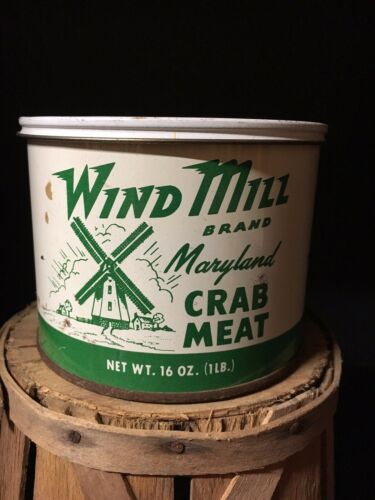 WIND MILL
BRAND
Maryland
CRAB
MEAT
NET WT. 16 OZ. (1LB.)